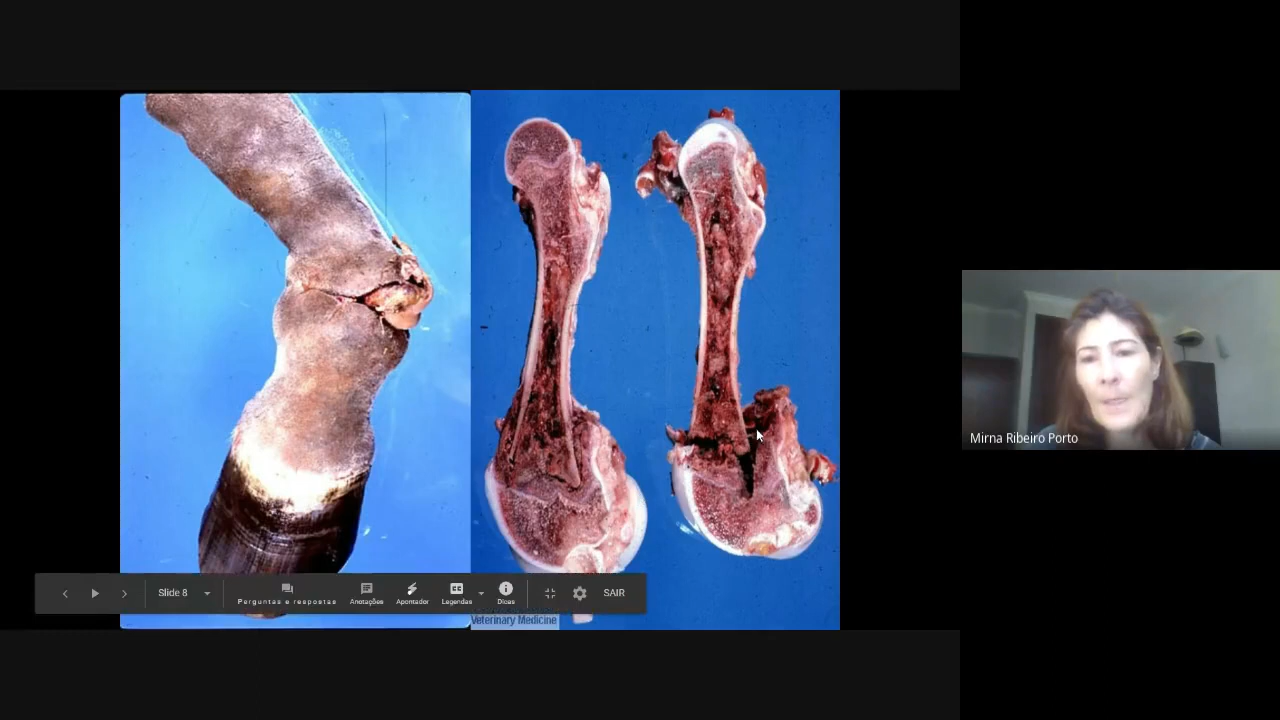 Slide 8
Perguntas e respostas
Anotações
Apontador
Legendas
Dicas
SAIR
Veterinary Medicine
Mirna Ribeiro Porto